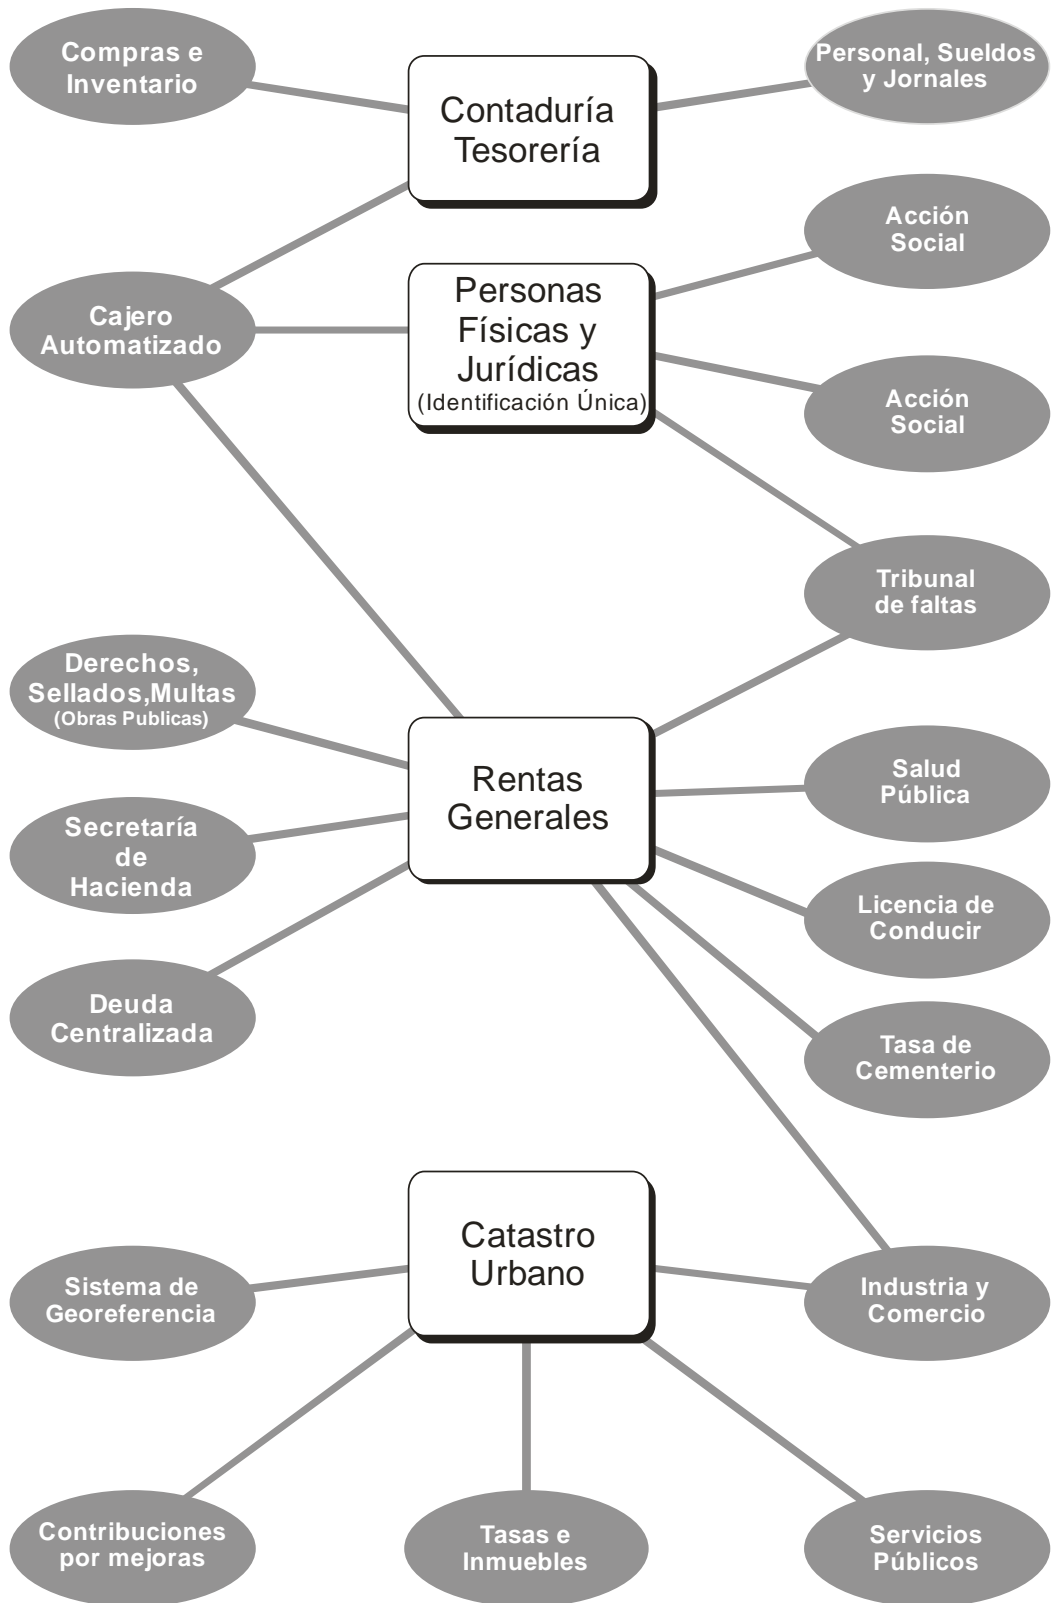 Compras e
Inventario
Contaduría
Tesorería
Personal, Sueldos
y Jornales
Acción
Social
Cajero
Automatizado
Personas
Físicas y
Jurídicas
(Identificación Única)
Acción
Social
Tribunal
de faltas
Derechos,
Sellados,Multas
(Obras Publicas)
Rentas
Generales
Salud
Pública
Secretaría
de
Hacienda
Licencia de
Conducir
Deuda
Centralizada
Tasa de
Cementerio
Catastro
Urbano
Sistema de
Georeferencia
Industria y
Comercio
Contribuciones
por mejoras
Tasas e
Inmuebles
Servicios
Públicos